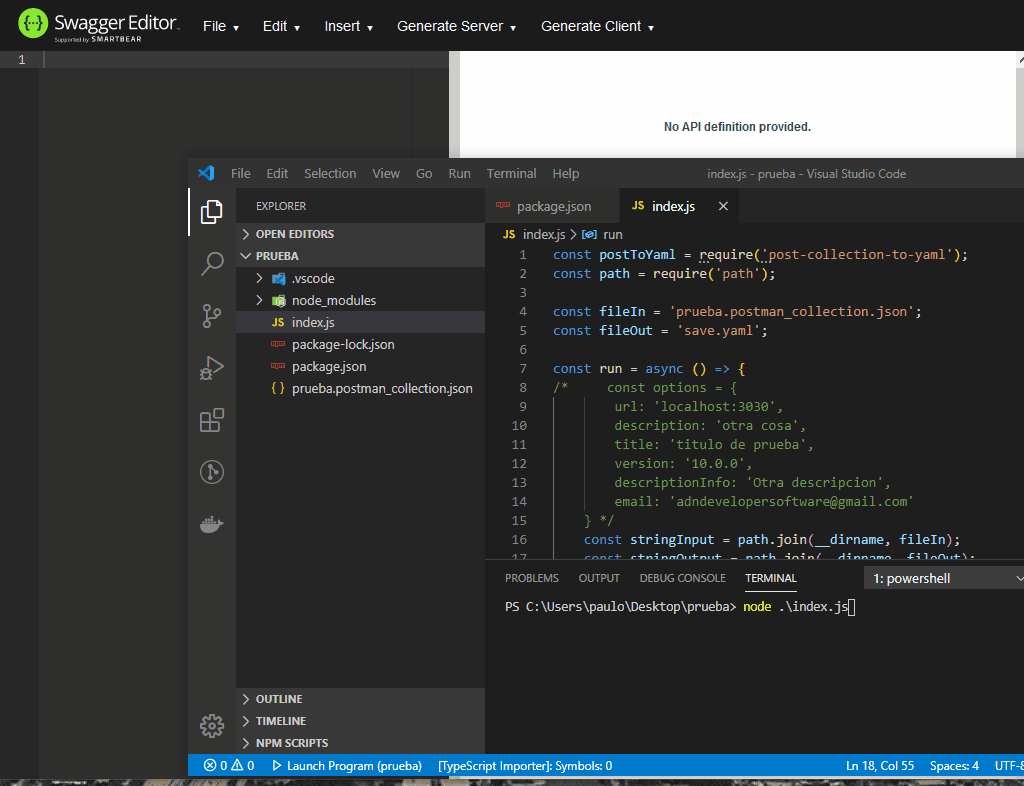 Swagger Editor
Supported by SMARTBEAR
File Edit Insert Generate Server Generate Client
1
No API definition provided.
File Edit Selection View Go Run Terminal Help index.js - prueba - Visual Studio Code
EXPLORER
OPEN EDITORS
PRUEBA
.vscode
node_modules
JS index.js
package-lock.json
package.json
{ } prueba.postman_collection.json
OUTLINE
TIMELINE
NPM SCRIPTS
package.json JS index.js
JS index.js > run
1 const postToYaml = require('post-collection-to-yaml');
2 const path = require('path');
3
4 const fileIn = 'prueba.postman_collection.json';
5 const fileOut = 'save.yaml';
6
7 const run = async () => {
8 /* const options = {
9 url: 'localhost:3030',
10 description: 'otra cosa',
11 title: 'titulo de prueba',
12 version: '10.0.0',
13 descriptionInfo: 'Otra descripcion',
14 email: 'adndevelopersoftware@gmail.com'
15 } */
16 const stringInput = path.join(__dirname, fileIn);
17 const stringOutput = path.join(__dirname, fileOut);
PROBLEMS OUTPUT DEBUG CONSOLE TERMINAL 1: powershell
PS C:\Users\paulo\Desktop\prueba> node .\index.js
0 0 Launch Program (prueba) [TypeScript Importer]: Symbols: 0 Ln 18, Col 55 Spaces: 4 UTF-8